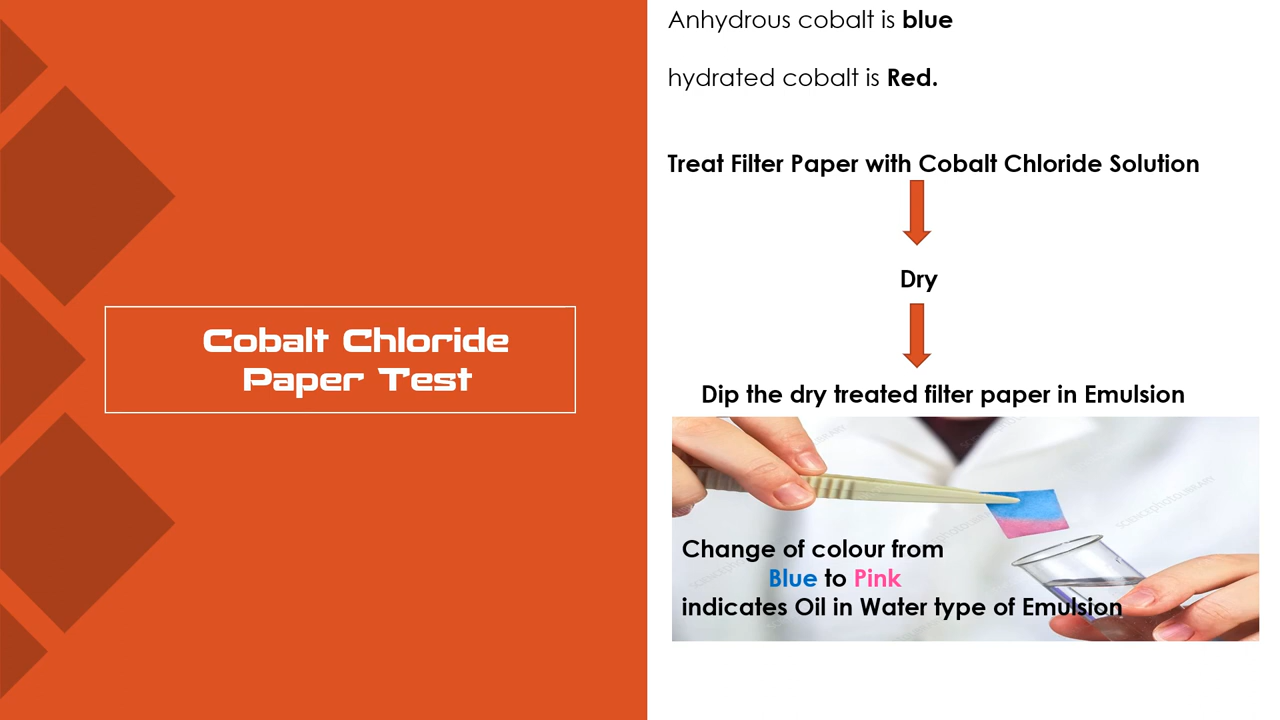 Cobalt Chloride
Paper Test
Anhydrous cobalt is blue
hydrated cobalt is Red.
Treat Filter Paper with Cobalt Chloride Solution
Dry
Dip the dry treated filter paper in Emulsion
Change of colour from
Blue to Pink
indicates Oil in Water type of Emulsion